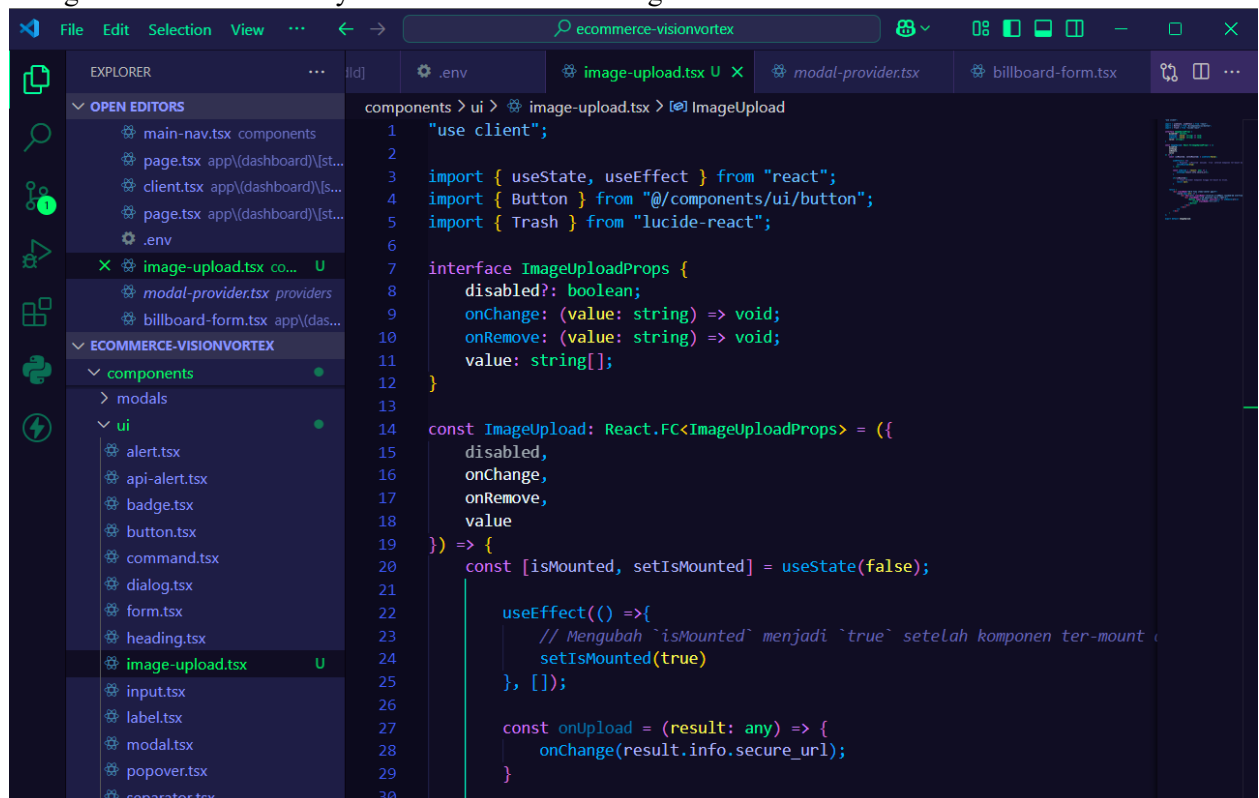 File Edit Selection View ··· ecommerce-visionvortex
EXPLORER
dId] .env image-upload.tsx U modal-provider.tsx billboard-form.tsx
OPEN EDITORS
main-nav.tsx components
page.tsx app\(dashboard)\[st...
client.tsx app\(dashboard)\[s...
page.tsx app\(dashboard)\[st...
.env
image-upload.tsx co... U
modal-provider.tsx providers
billboard-form.tsx app\(das...
ECOMMERCE-VISIONVORTEX
components
modals
ui
alert.tsx
api-alert.tsx
badge.tsx
button.tsx
command.tsx
dialog.tsx
form.tsx
heading.tsx
image-upload.tsx U
input.tsx
label.tsx
modal.tsx
popover.tsx
separator.tsx
1
components > ui > image-upload.tsx > ImageUpload
1 "use client";
2
3 import { useState, useEffect } from "react";
4 import { Button } from "@/components/ui/button";
5 import { Trash } from "lucide-react";
6
7 interface ImageUploadProps {
8 disabled?: boolean;
9 onChange: (value: string) => void;
10 onRemove: (value: string) => void;
11 value: string[];
12 }
13
14 const ImageUpload: React.FC<ImageUploadProps> = ({
15 disabled,
16 onChange,
17 onRemove,
18 value
19 }) => {
20 const [isMounted, setIsMounted] = useState(false);
21
22 useEffect(() =>{
23 // Mengubah `isMounted` menjadi `true` setelah komponen ter-mount
24 setIsMounted(true)
25 }, []);
26
27 const onUpload = (result: any) => {
28 onChange(result.info.secure_url);
29 }
30